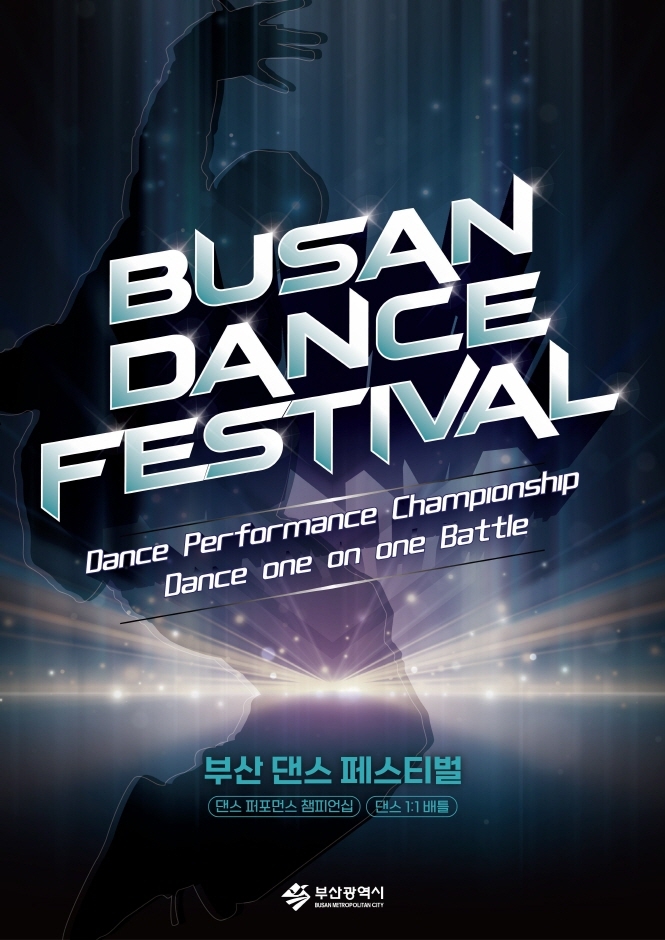 BUSAN
DANCE
FESTIVAL
Dance Performance Championship
Dance one on one Battle
부산 댄스 페스티벌
댄스 퍼포먼스 챔피언십 댄스 1:1 배틀
부산광역시
BUSAN METROPOLITAN CITY